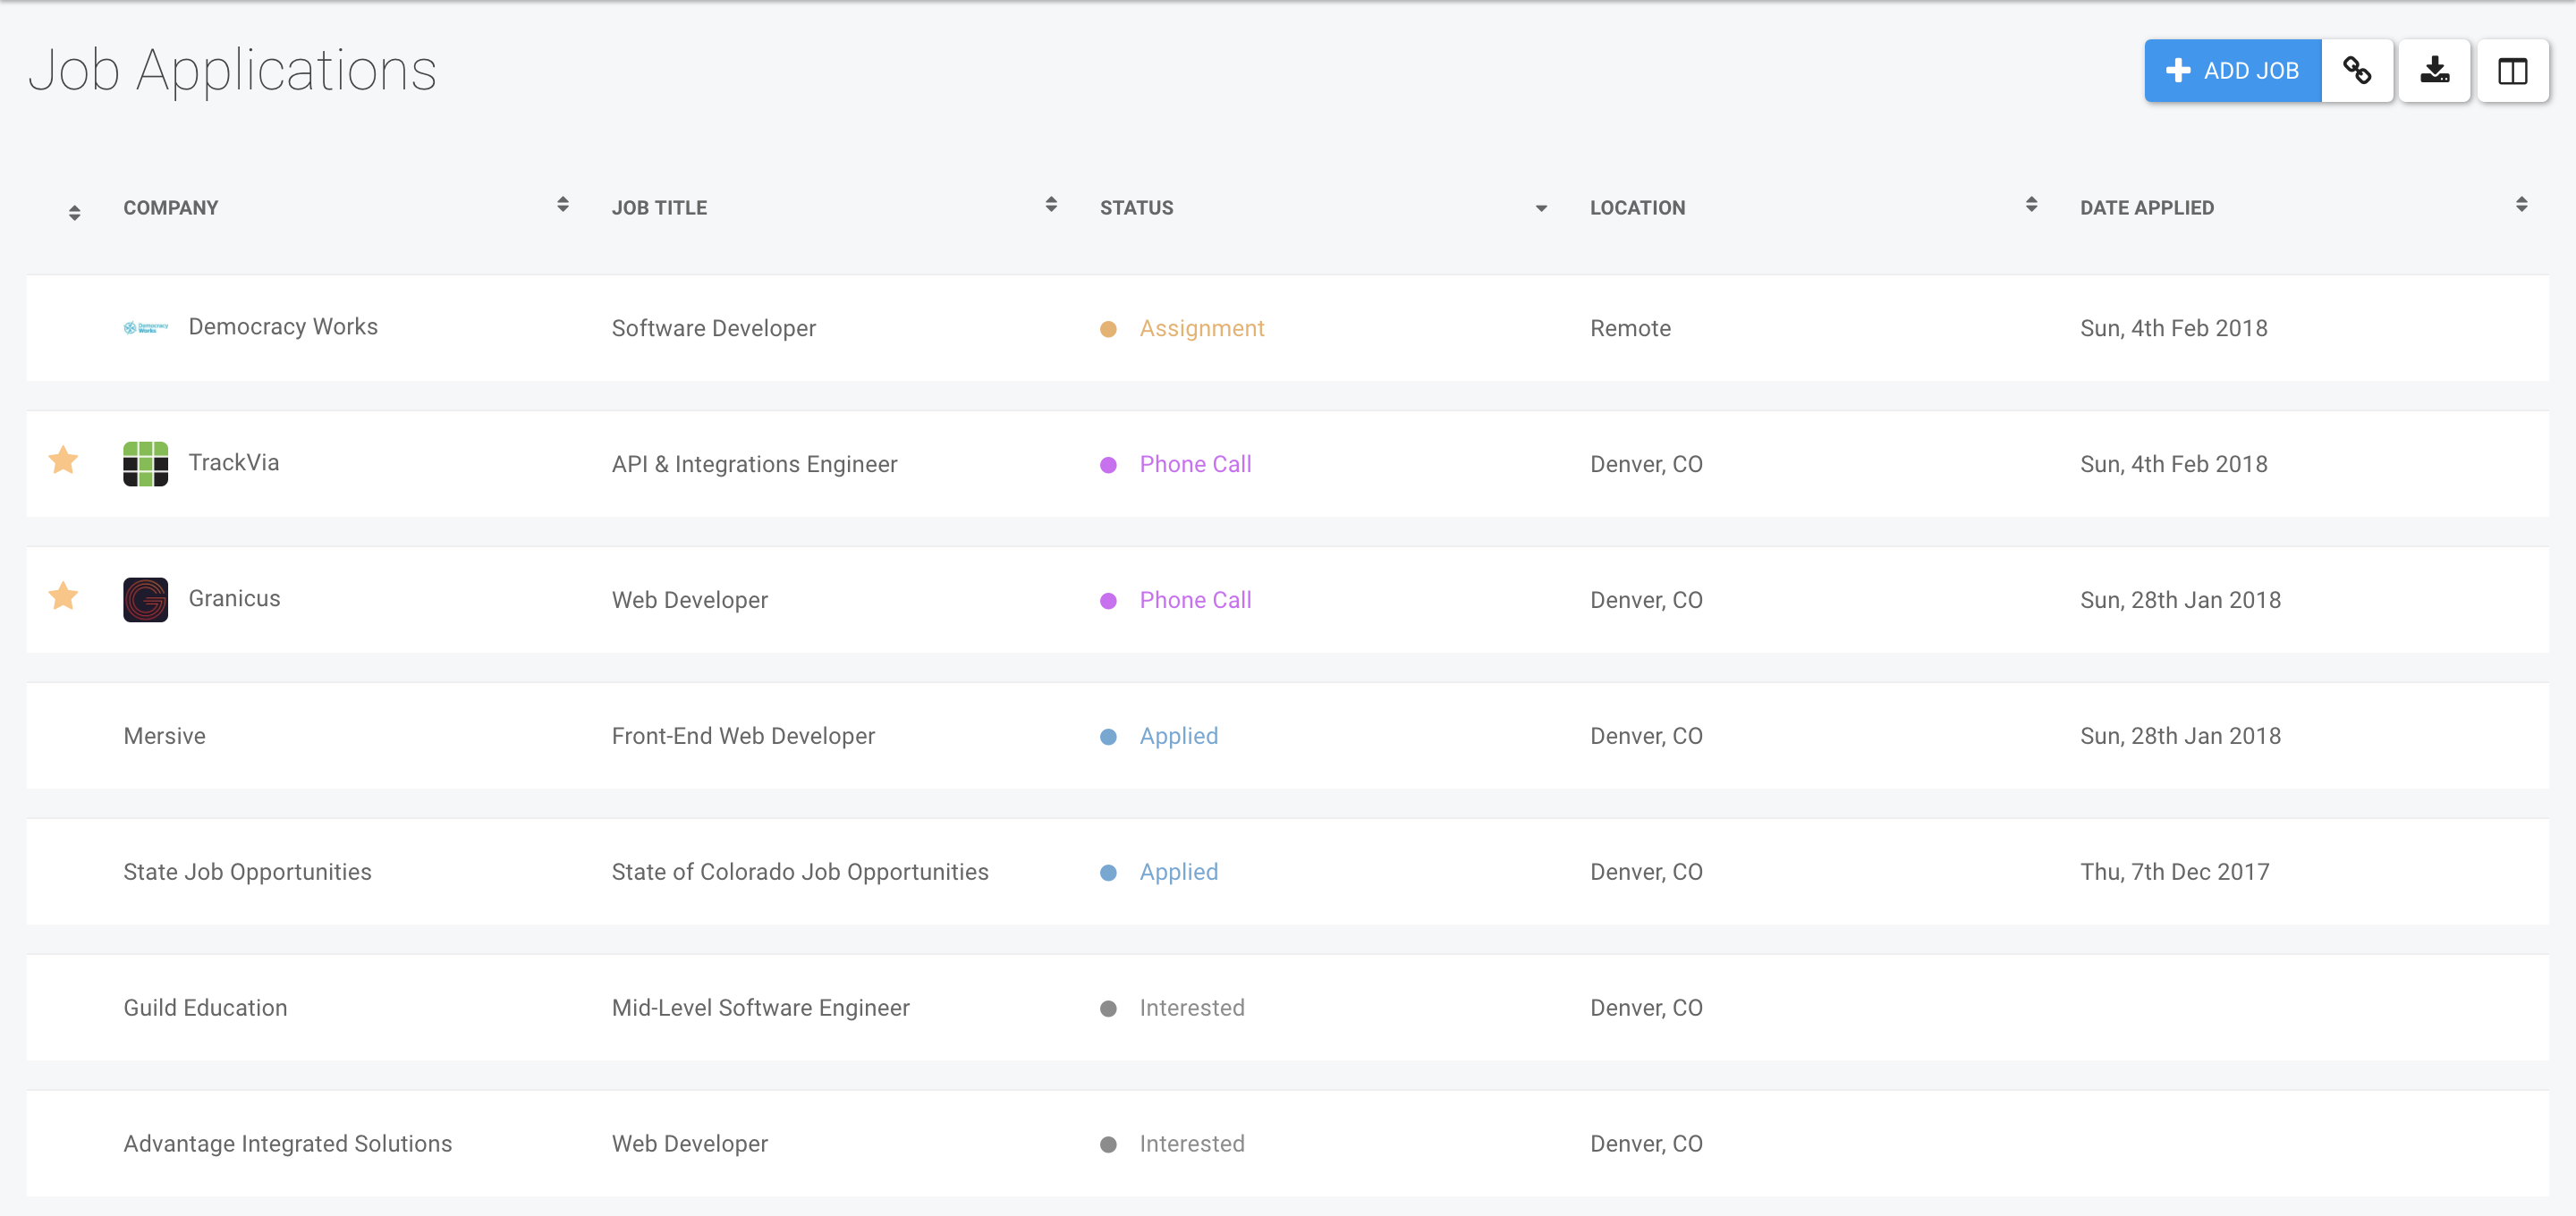 Job Applications
ADD JOB
COMPANY JOB TITLE STATUS LOCATION DATE APPLIED
Democracy Works Democracy Works Software Developer Assignment Remote Sun, 4th Feb 2018
TrackVia API & Integrations Engineer Phone Call Denver, CO Sun, 4th Feb 2018
Granicus Web Developer Phone Call Denver, CO Sun, 28th Jan 2018
Mersive Front-End Web Developer Applied Denver, CO Sun, 28th Jan 2018
State Job Opportunities State of Colorado Job Opportunities Applied Denver, CO Thu, 7th Dec 2017
Guild Education Mid-Level Software Engineer Interested Denver, CO
Advantage Integrated Solutions Web Developer Interested Denver, CO